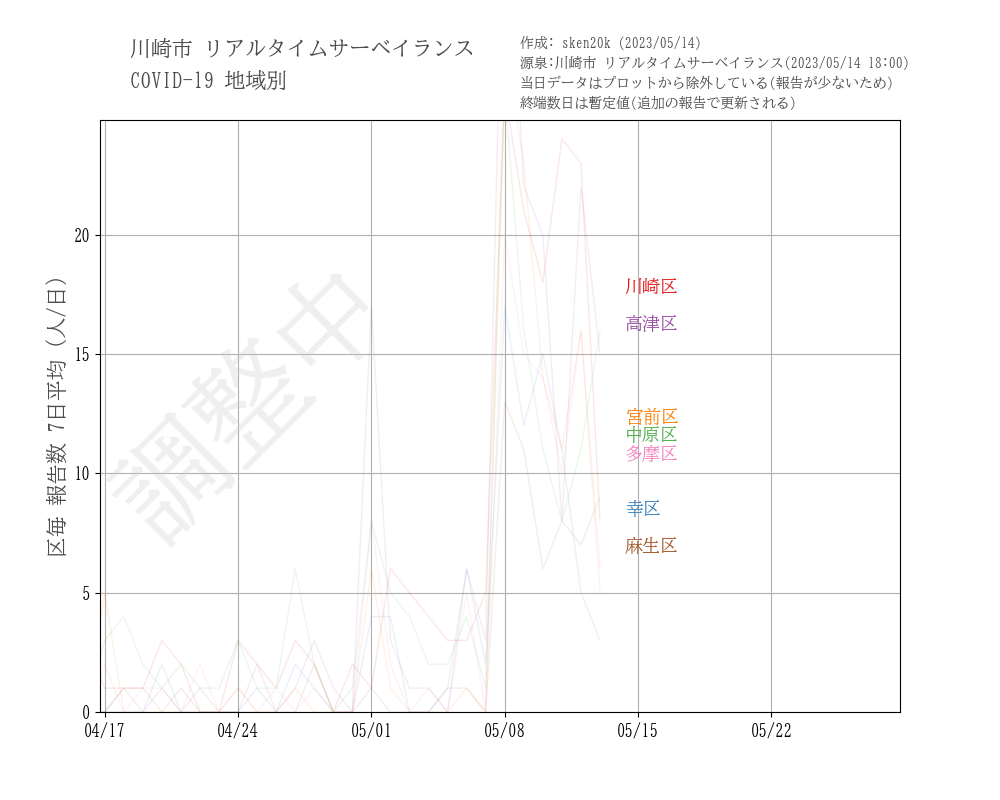 川崎市 リアルタイムサーベイランス
COVID-19 地域別
作成: sken20k (2023/05/14)
源泉:川崎市 リアルタイムサーベイランス(2023/05/14 18:00)
当日データはプロットから除外している(報告が少ないため)
終端数日は暫定値(追加の報告で更新される)
区毎 報告数 7日平均 (人/日)
20
15
10
5
0
調整中
川崎区
高津区
宮前区
中原区
多摩区
幸区
麻生区
04/17
04/24
05/01
05/08
05/15
05/22